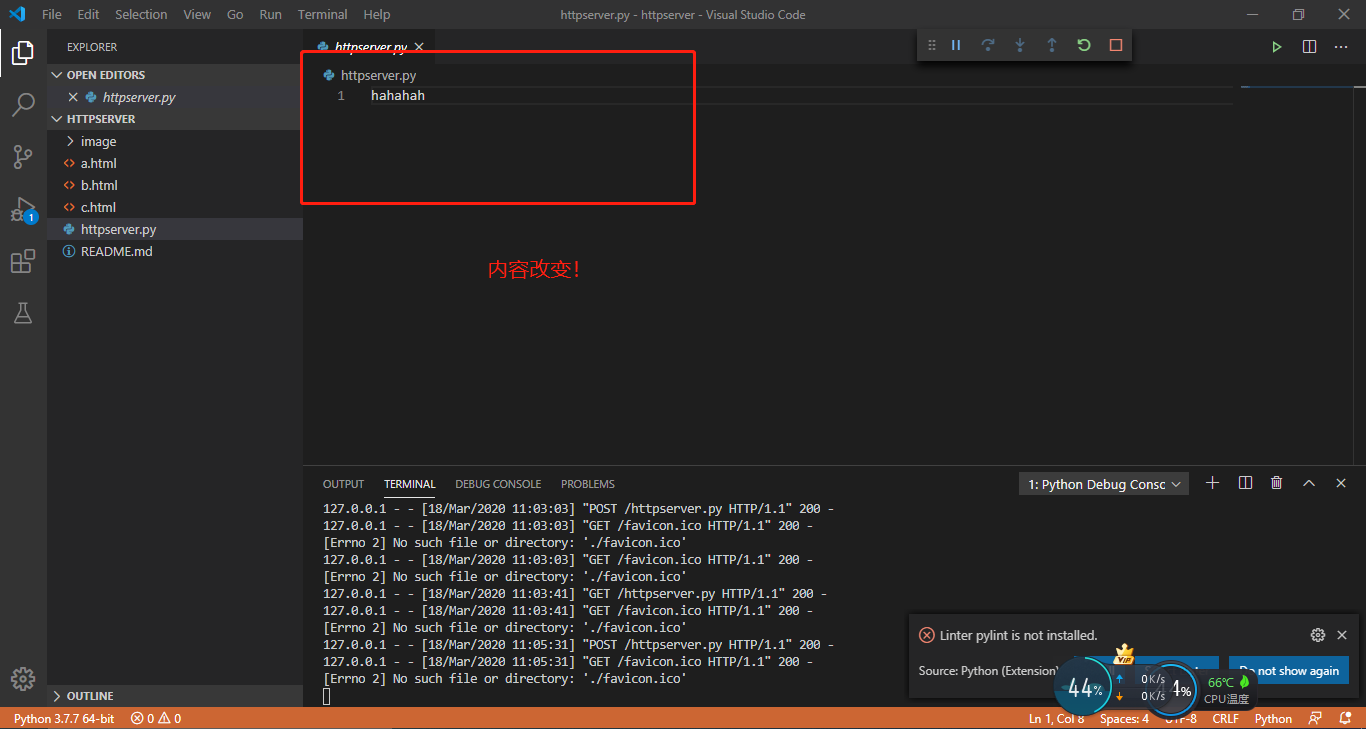 File Edit Selection View Go Run Terminal Help
httpserver.py - httpserver - Visual Studio Code
EXPLORER
OPEN EDITORS
httpserver.py
HTTPSERVER
image
a.html
b.html
c.html
httpserver.py
README.md
OUTLINE
1
httpserver.py
httpserver.py
1 hahahah
内容改变！
OUTPUT TERMINAL DEBUG CONSOLE PROBLEMS
1: Python Debug Consc
127.0.0.1 - - [18/Mar/2020 11:03:03] "POST /httpserver.py HTTP/1.1" 200 -
127.0.0.1 - - [18/Mar/2020 11:03:03] "GET /favicon.ico HTTP/1.1" 200 -
[Errno 2] No such file or directory: './favicon.ico'
127.0.0.1 - - [18/Mar/2020 11:03:03] "GET /favicon.ico HTTP/1.1" 200 -
[Errno 2] No such file or directory: './favicon.ico'
127.0.0.1 - - [18/Mar/2020 11:03:41] "GET /httpserver.py HTTP/1.1" 200 -
127.0.0.1 - - [18/Mar/2020 11:03:41] "GET /favicon.ico HTTP/1.1" 200 -
[Errno 2] No such file or directory: './favicon.ico'
127.0.0.1 - - [18/Mar/2020 11:05:31] "POST /httpserver.py HTTP/1.1" 200 -
127.0.0.1 - - [18/Mar/2020 11:05:31] "GET /favicon.ico HTTP/1.1" 200 -
[Errno 2] No such file or directory: './favicon.ico'
Linter pylint is not installed.
Source: Python (Extension)
Do not show again
VIP
44%
0K/s
0K/s
4%
66℃
CPU温度
Python 3.7.7 64-bit
0 0
Ln 1, Col 8 Spaces: 4 UTF-8 CRLF Python